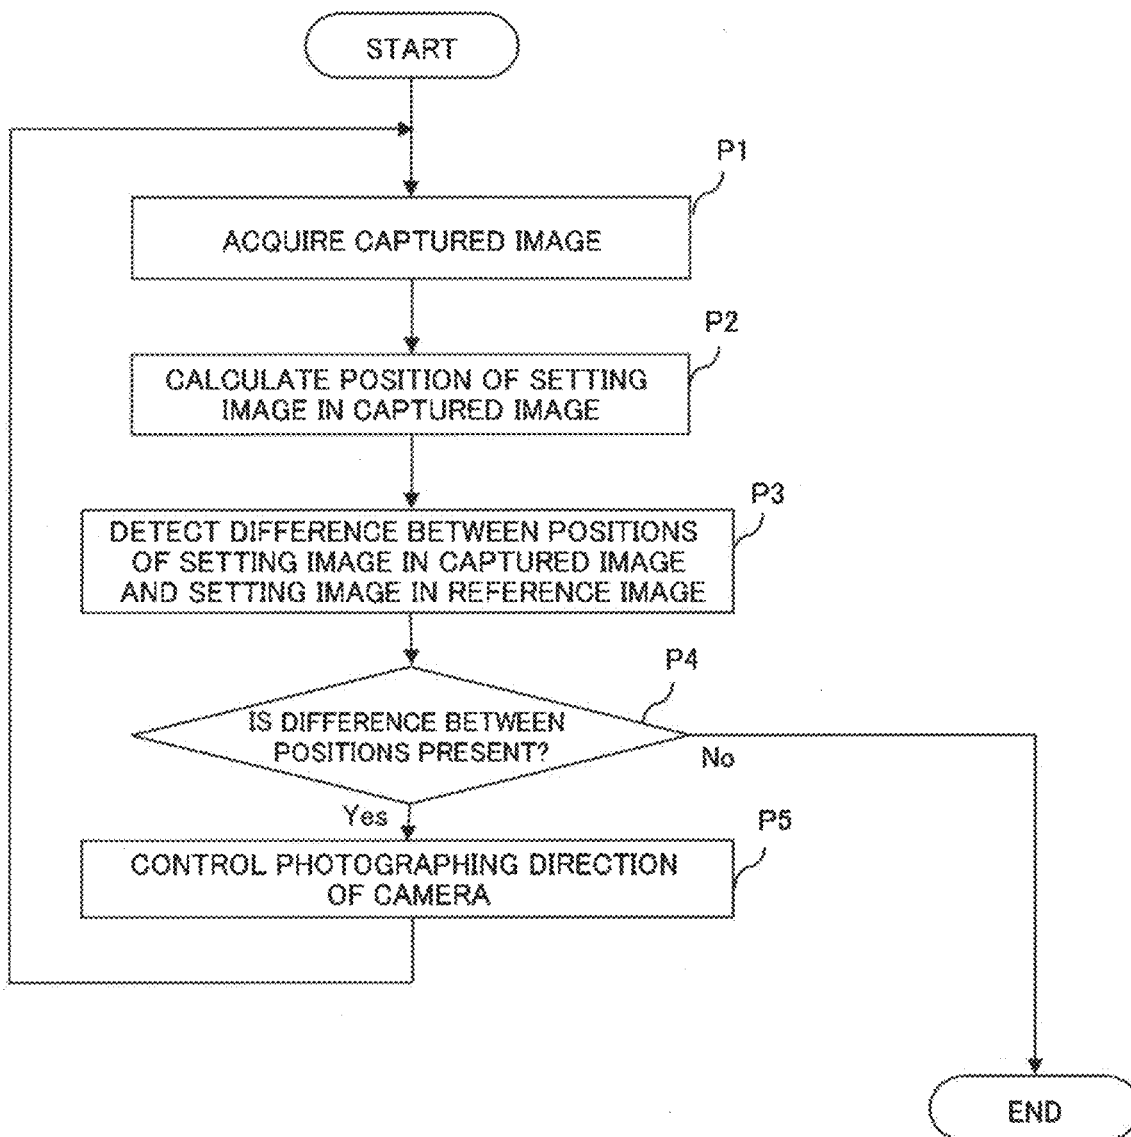 START
P1
ACQUIRE CAPTURED IMAGE
P2
CALCULATE POSITION OF SETTING
IMAGE IN CAPTURED IMAGE
P3
DETECT DIFFERENCE BETWEEN POSITIONS
OF SETTING IMAGE IN CAPTURED IMAGE
AND SETTING IMAGE IN REFERENCE IMAGE
P4
IS DIFFERENCE BETWEEN
POSITIONS PRESENT?
No
Yes
P5
CONTROL PHOTOGRAPHING DIRECTION
OF CAMERA
END